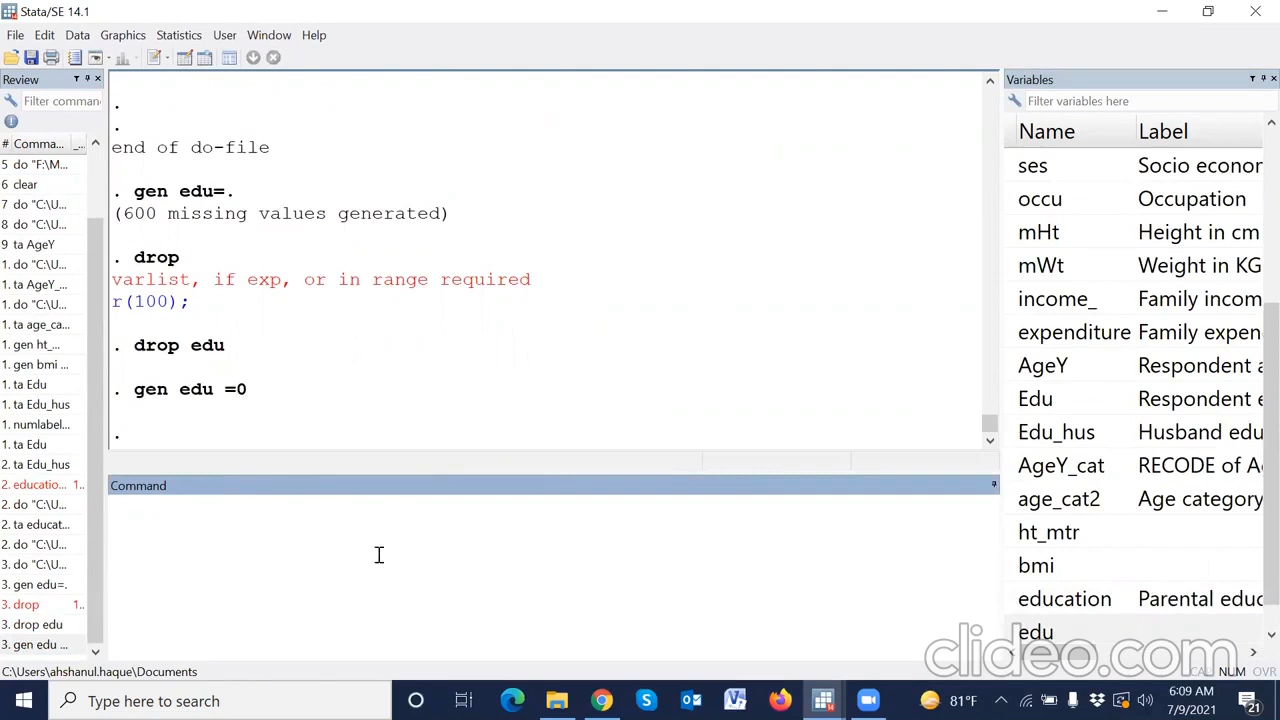 Stata/SE 14.1
File Edit Data Graphics Statistics User Window Help
Review
Filter command
# Comma...
5 do "F:\M...
6 clear
7 do "C:\U...
8 do "C:\U...
9 ta AgeY
1. do "C:\U...
1. ta AgeY_...
1. do "C:\U...
1. ta age_ca...
1. gen ht_...
1. gen bmi ...
1. ta Edu
1. ta Edu_hus
1. numlabel...
1. ta Edu
2. ta Edu_hus
2. educatio... 1..
2. do "C:\U...
2. ta educat...
2. do "C:\U...
3. do "C:\U...
3. gen edu=.
3. drop 1..
3. drop edu
3. gen edu ...
.
.
end of do-file
. gen edu=.
(600 missing values generated)
. drop
varlist, if exp, or in range required
r(100);
. drop edu
. gen edu =0
.
Command
Variables
Filter variables here
Name Label
ses Socio econor
occu Occupation
mHt Height in cm
mWt Weight in KG
income_ Family incom
expenditure Family expen
AgeY Respondent a
Edu Respondent e
Edu_hus Husband edu
AgeY_cat RECODE of A
age_cat2 Age category
ht_mtr
bmi
education Parental educ
edu
clideo.com
C:\Users\ahshanul.haque\Documents
CAP NUM OVR
Type here to search
81°F
6:09 AM
7/9/2021
21